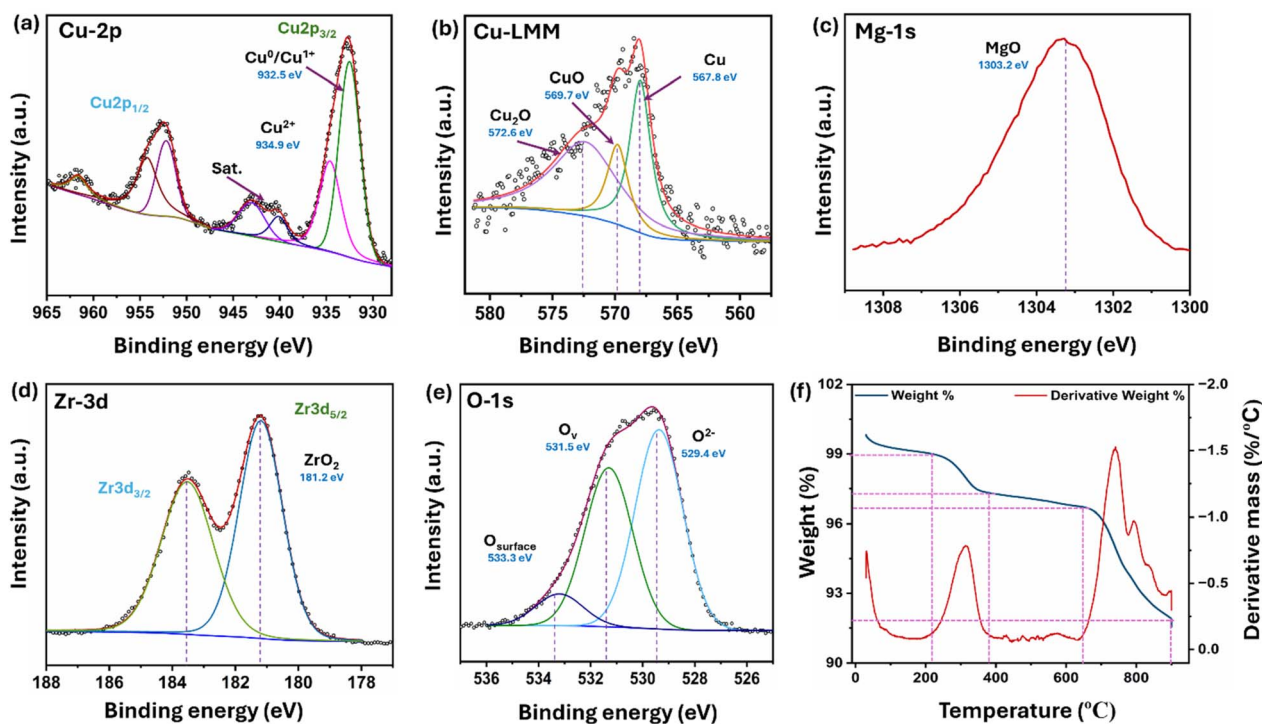 (a)
Cu-2p
Cu2p3/2
Cu⁰/Cu¹⁺
932.5 eV
Cu2p1/2
Cu²⁺
934.9 eV
Sat.
Intensity (a.u.)
965 960 955 950 945 940 935 930
Binding energy (eV)
(b)
Cu-LMM
Cu
567.8 eV
CuO
569.7 eV
Cu₂O
572.6 eV
Intensity (a.u.)
580 575 570 565 560
Binding energy (eV)
(c)
Mg-1s
MgO
1303.2 eV
Intensity (a.u.)
1308 1306 1304 1302 1300
Binding energy (eV)
(d)
Zr-3d
Zr3d5/2
ZrO₂
181.2 eV
Zr3d3/2
Intensity (a.u.)
188 186 184 182 180 178
Binding energy (eV)
(e)
O-1s
Oᵥ
531.5 eV
O²⁻
529.4 eV
Osurface
533.3 eV
Intensity (a.u.)
536 534 532 530 528 526
Binding energy (eV)
(f)
Weight %
Derivative Weight %
Weight (%)
102
99
96
93
90
0 200 400 600 800
Temperature (ºC)
−2.0
−1.5
−1.0
−0.5
0.0
Derivative mass (%/°C)